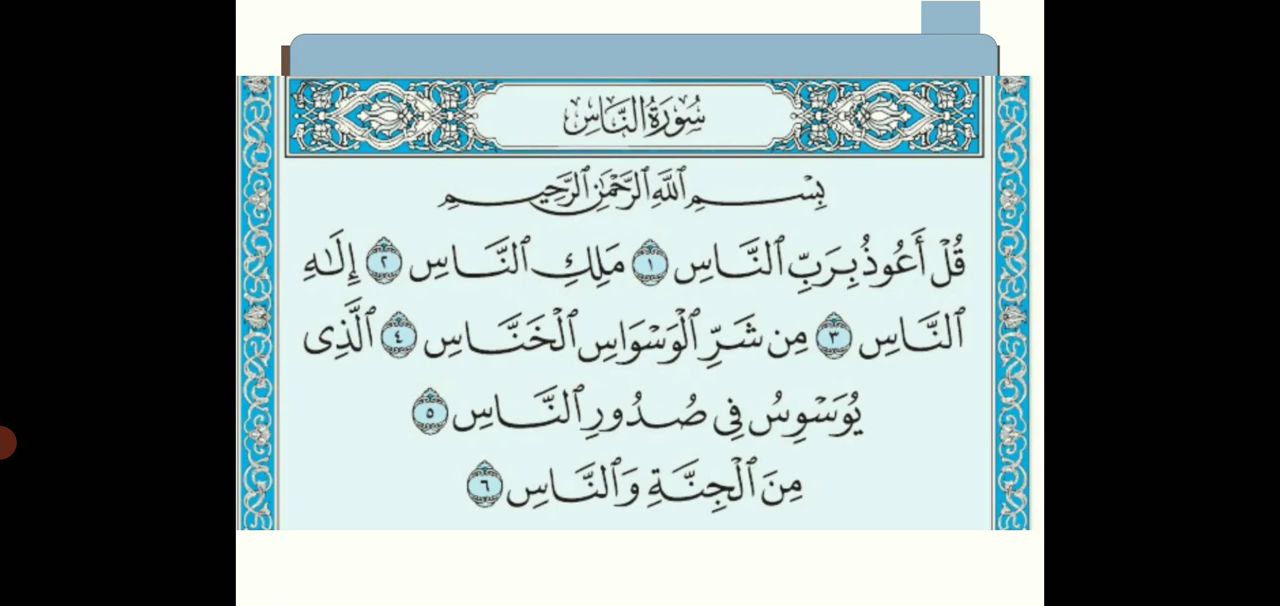 سُورَةُ النَّاسِ
بِسْمِ ٱللَّهِ ٱلرَّحْمَٰنِ ٱلرَّحِيمِ
قُلْ أَعُوذُ بِرَبِّ ٱلنَّاسِ ١ مَلِكِ ٱلنَّاسِ ٢ إِلَٰهِ
ٱلنَّاسِ ٣ مِن شَرِّ ٱلْوَسْوَاسِ ٱلْخَنَّاسِ ٤ ٱلَّذِى
يُوَسْوِسُ فِى صُدُورِ ٱلنَّاسِ ٥
مِنَ ٱلْجِنَّةِ وَٱلنَّاسِ ٦